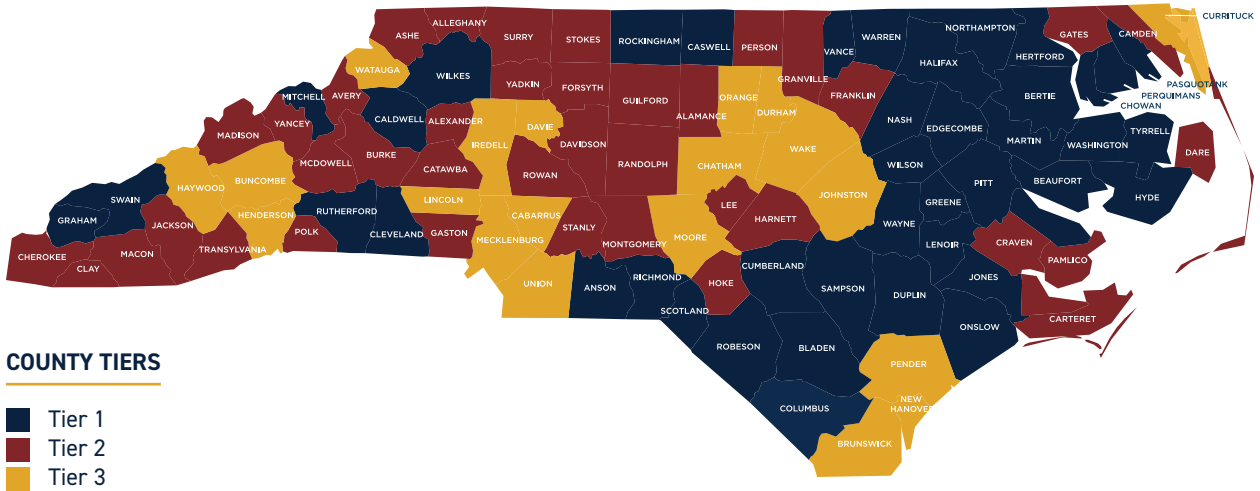 ALLEGHANY
ASHE
SURRY
STOKES
ROCKINGHAM
CASWELL
PERSON
VANCE
WARREN
NORTHAMPTON
GATES
CAMDEN
CURRITUCK
WATAUGA
WILKES
YADKIN
FORSYTH
GUILFORD
ALAMANCE
ORANGE
DURHAM
GRANVILLE
FRANKLIN
HALIFAX
HERTFORD
BERTIE
PASQUOTANK
PERQUIMANS
CHOWAN
MITCHELL
AVERY
YANCEY
CALDWELL
ALEXANDER
IREDELL
DAVIE
DAVIDSON
RANDOLPH
CHATHAM
WAKE
NASH
EDGECOMBE
MARTIN
WASHINGTON
TYRRELL
DARE
MADISON
MCDOWELL
BURKE
CATAWBA
ROWAN
WILSON
PITT
BEAUFORT
HYDE
HAYWOOD
BUNCOMBE
SWAIN
GRAHAM
JACKSON
HENDERSON
RUTHERFORD
LINCOLN
CABARRUS
LEE
HARNETT
JOHNSTON
GREENE
WAYNE
LENOIR
CRAVEN
PAMLICO
CHEROKEE
CLAY
MACON
TRANSYLVANIA
POLK
CLEVELAND
GASTON
MECKLENBURG
STANLY
MONTGOMERY
MOORE
CUMBERLAND
SAMPSON
DUPLIN
JONES
UNION
ANSON
RICHMOND
SCOTLAND
HOKE
ONSLOW
CARTERET
ROBESON
BLADEN
PENDER
COLUMBUS
NEW
HANOVER
BRUNSWICK
COUNTY TIERS
Tier 1
Tier 2
Tier 3